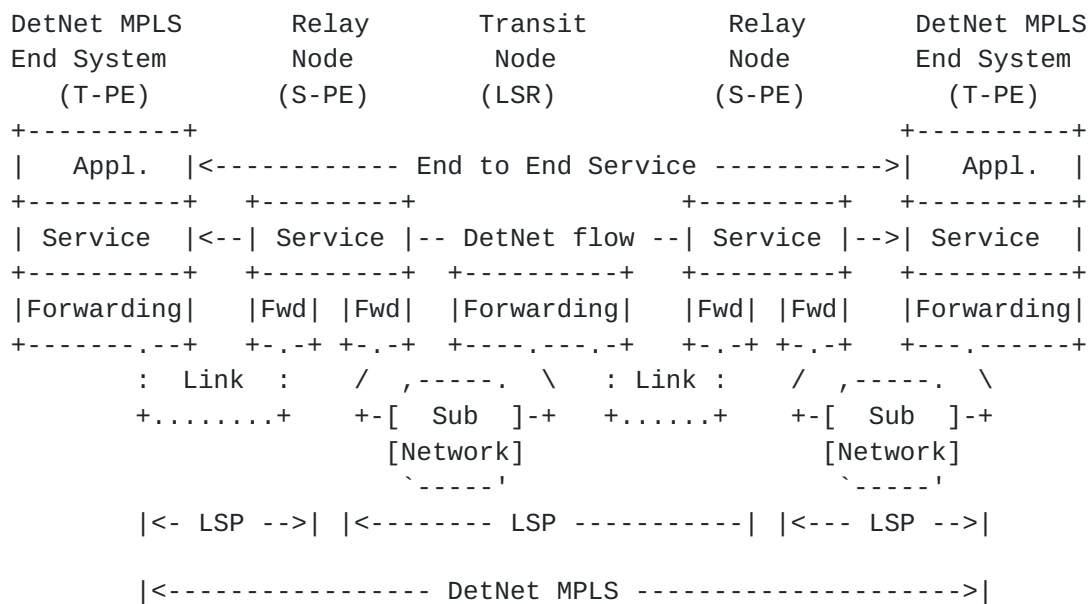 DetNet MPLS       Relay       Transit         Relay       DetNet MPLS
End System        Node         Node           Node        End System
   (T-PE)        (S-PE)       (LSR)          (S-PE)         (T-PE)
+----------+                                             +----------+
|   Appl.  |<------------ End to End Service ----------->|   Appl.  |
+----------+   +---------+                 +---------+   +----------+
| Service  |<--| Service |-- DetNet flow --| Service |-->| Service  |
+----------+   +---------+  +----------+   +---------+   +----------+
|Forwarding|   |Fwd| |Fwd|  |Forwarding|   |Fwd| |Fwd|   |Forwarding|
+-------.--+   +-.-+ +-.-+  +----.---.-+   +-.-+ +-.-+   +---.------+
        :  Link  :    /  ,-----.  \   : Link :    /  ,-----.  \
        +........+    +-[  Sub  ]-+   +......+    +-[  Sub  ]-+
                        [Network]                   [Network]
                         `-----'                     `-----'
        |<- LSP -->| |<-------- LSP -----------| |<--- LSP -->|
        |<----------------- DetNet MPLS --------------------->|